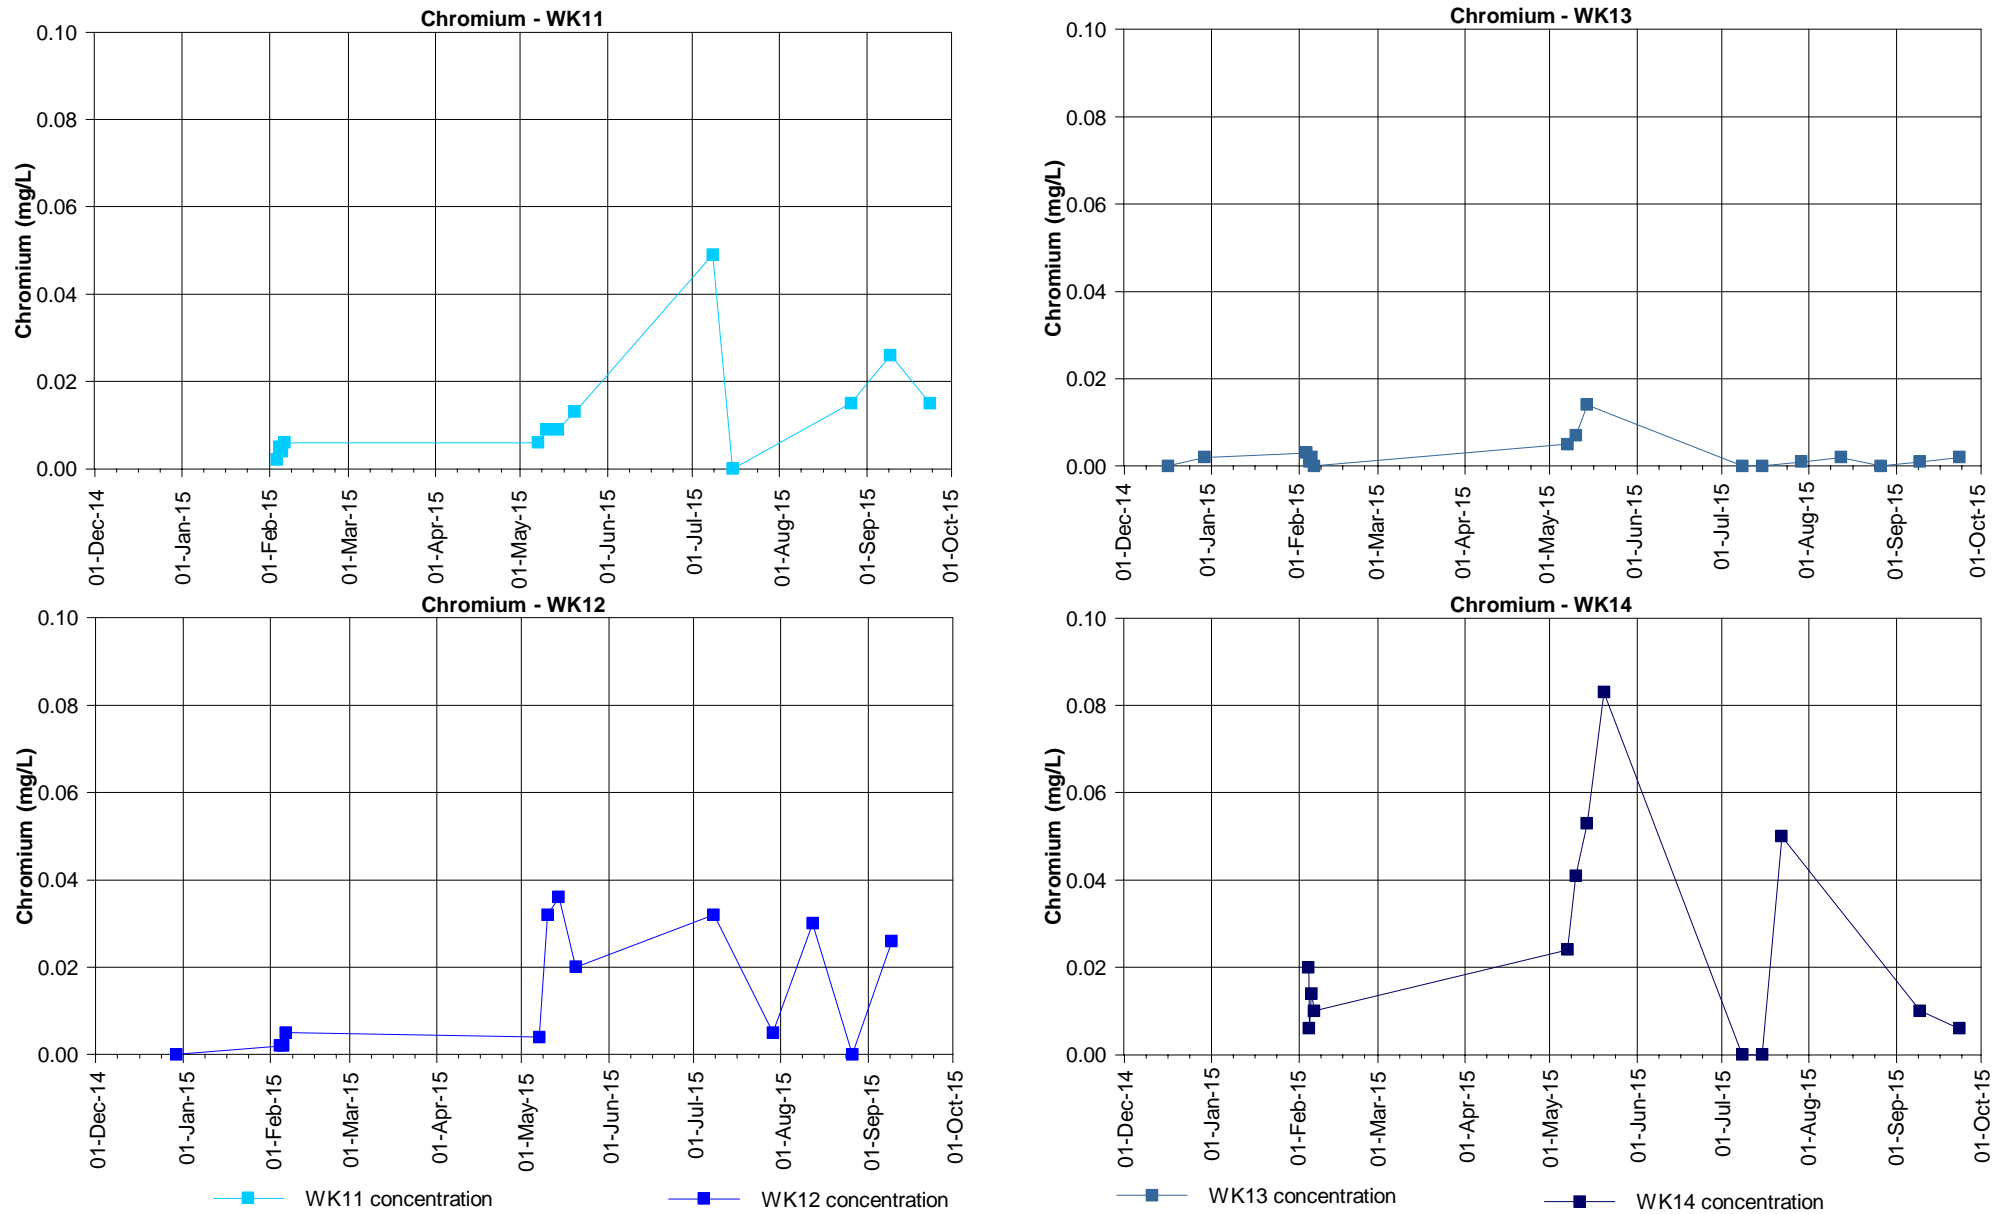 Chromium - WK11
Chromium (mg/L)
0.10
0.08
0.06
0.04
0.02
0.00
01-Dec-14
01-Jan-15
01-Feb-15
01-Mar-15
01-Apr-15
01-May-15
01-Jun-15
01-Jul-15
01-Aug-15
01-Sep-15
01-Oct-15
Chromium - WK13
Chromium (mg/L)
0.10
0.08
0.06
0.04
0.02
0.00
01-Dec-14
01-Jan-15
01-Feb-15
01-Mar-15
01-Apr-15
01-May-15
01-Jun-15
01-Jul-15
01-Aug-15
01-Sep-15
01-Oct-15
Chromium - WK12
Chromium (mg/L)
0.10
0.08
0.06
0.04
0.02
0.00
01-Dec-14
01-Jan-15
01-Feb-15
01-Mar-15
01-Apr-15
01-May-15
01-Jun-15
01-Jul-15
01-Aug-15
01-Sep-15
01-Oct-15
Chromium - WK14
Chromium (mg/L)
0.10
0.08
0.06
0.04
0.02
0.00
01-Dec-14
01-Jan-15
01-Feb-15
01-Mar-15
01-Apr-15
01-May-15
01-Jun-15
01-Jul-15
01-Aug-15
01-Sep-15
01-Oct-15
WK11 concentration
WK12 concentration
WK13 concentration
WK14 concentration